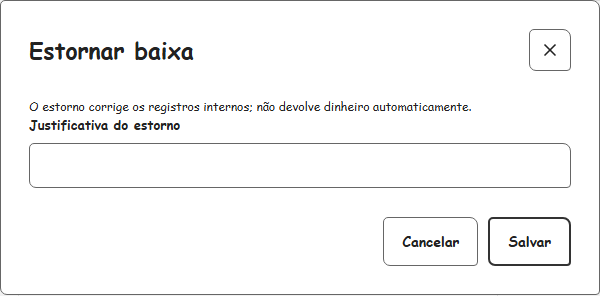 Estornar baixa
O estorno corrige os registros internos; não devolve dinheiro automaticamente.
Justificativa do estorno
Cancelar
Salvar